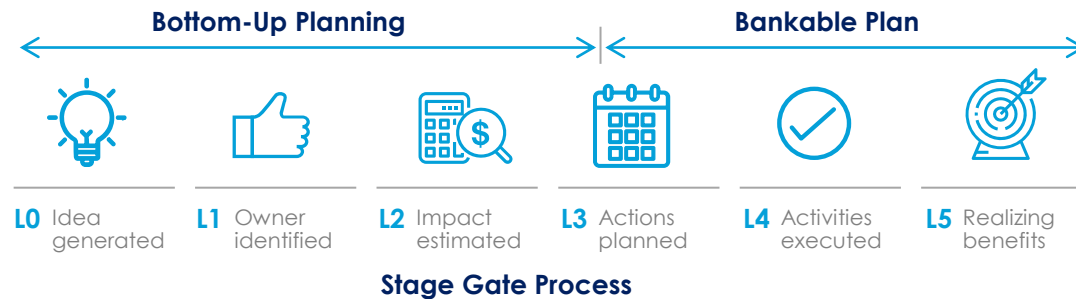 Bottom-Up Planning
Bankable Plan
$
L0 Idea
generated
L1 Owner
identified
L2 Impact
estimated
L3 Actions
planned
L4 Activities
executed
L5 Realizing
benefits
Stage Gate Process